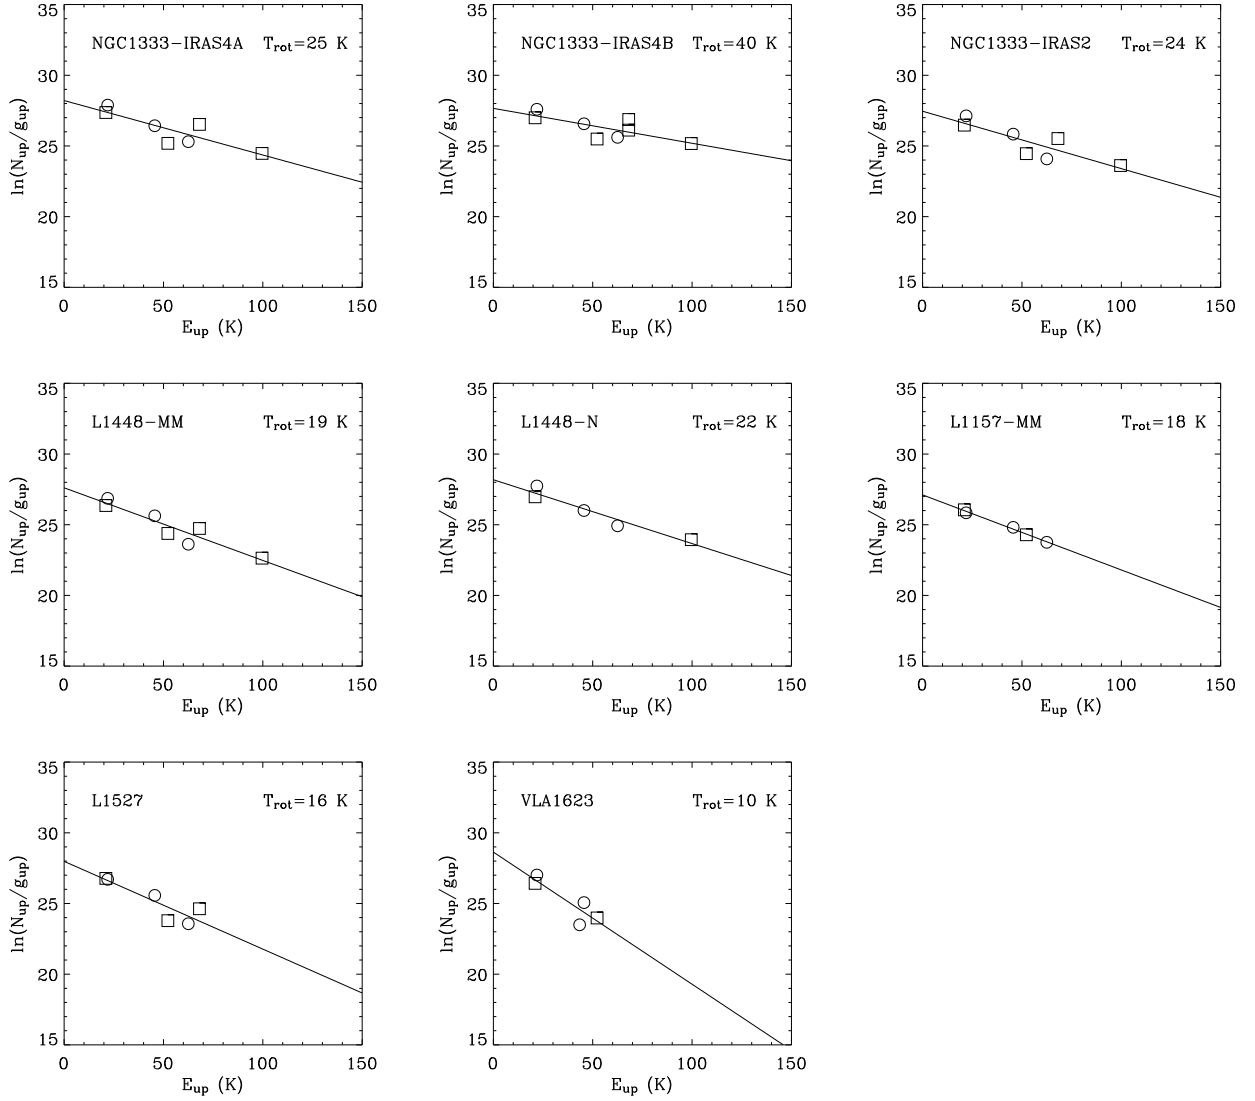 NGC1333−IRAS4A T_rot=25 K
35
30
25
20
15
ln(N_up/g_up)
0 50 100 150
E_up (K)
NGC1333−IRAS4B T_rot=40 K
35
30
25
20
15
ln(N_up/g_up)
0 50 100 150
E_up (K)
NGC1333−IRAS2 T_rot=24 K
35
30
25
20
15
ln(N_up/g_up)
0 50 100 150
E_up (K)
L1448−MM T_rot=19 K
35
30
25
20
15
ln(N_up/g_up)
0 50 100 150
E_up (K)
L1448−N T_rot=22 K
35
30
25
20
15
ln(N_up/g_up)
0 50 100 150
E_up (K)
L1157−MM T_rot=18 K
35
30
25
20
15
ln(N_up/g_up)
0 50 100 150
E_up (K)
L1527 T_rot=16 K
35
30
25
20
15
ln(N_up/g_up)
0 50 100 150
E_up (K)
VLA1623 T_rot=10 K
35
30
25
20
15
ln(N_up/g_up)
0 50 100 150
E_up (K)